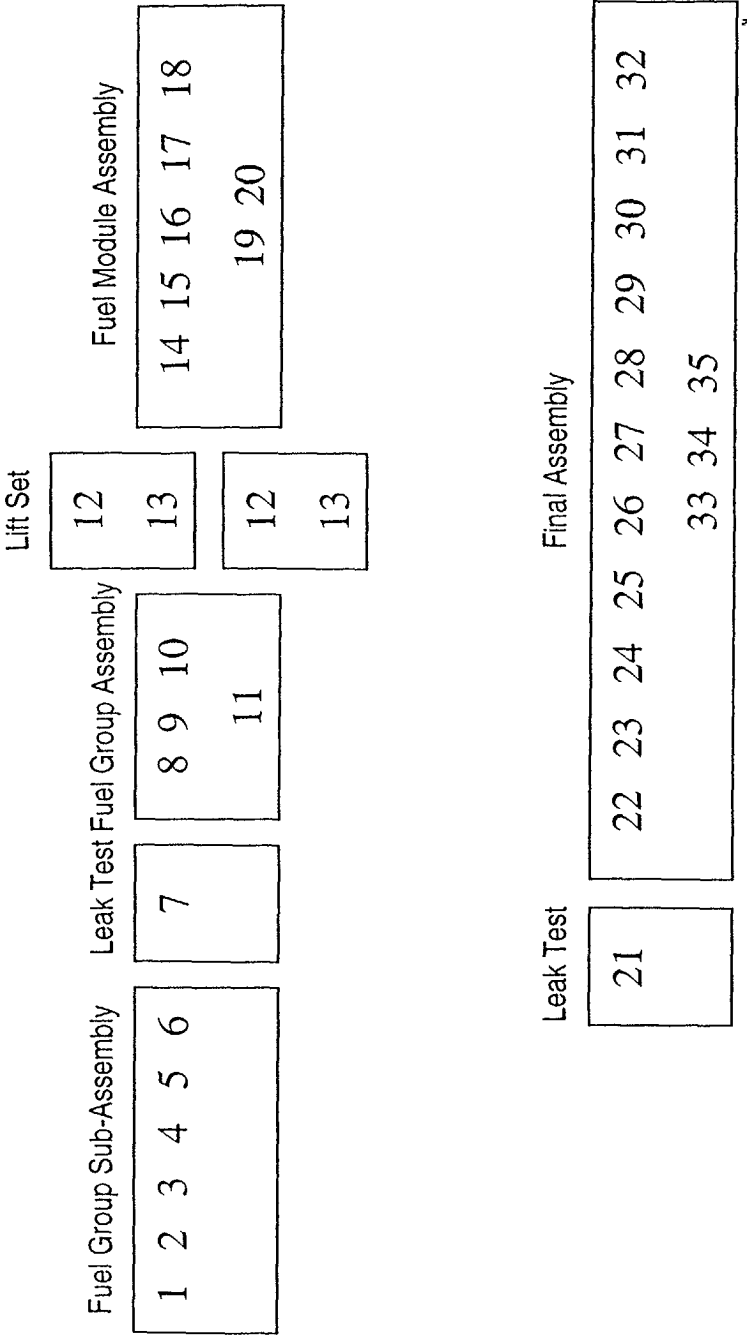 Fuel Group Sub-Assembly
1 2 3 4 5 6
Leak Test
7
Fuel Group Assembly
8 9 10
11
Lift Set
12
13
12
13
Fuel Module Assembly
14 15 16 17 18
19 20
Leak Test
21
Final Assembly
22 23 24 25 26 27 28 29 30 31 32
33 34 35